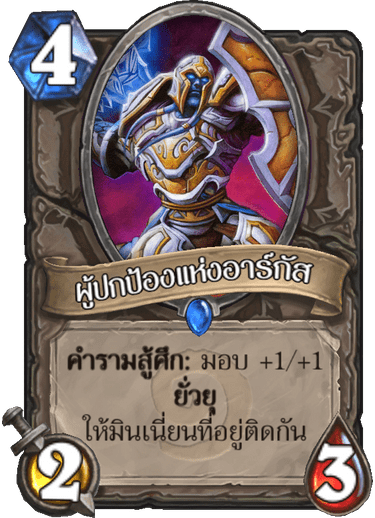 4
ผู้ปกป้องแห่งอาร์กัส
คำรามสู้ศึก: มอบ +1/+1
ยั่วยุ
ให้มินเนี่ยนที่อยู่ติดกัน
2
3